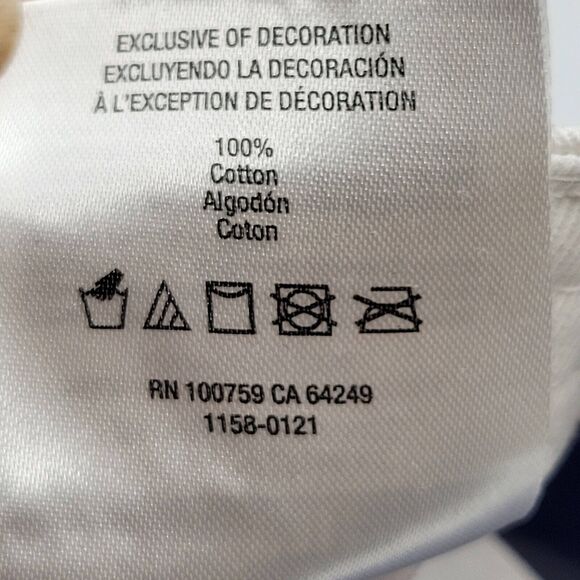 EXCLUSIVE OF DECORATION
EXCLUYENDO LA DECORACIÓN
À L'EXCEPTION DE DÉCORATION
100%
Cotton
Algodón
Coton
RN 100759 CA 64249
1158-0121